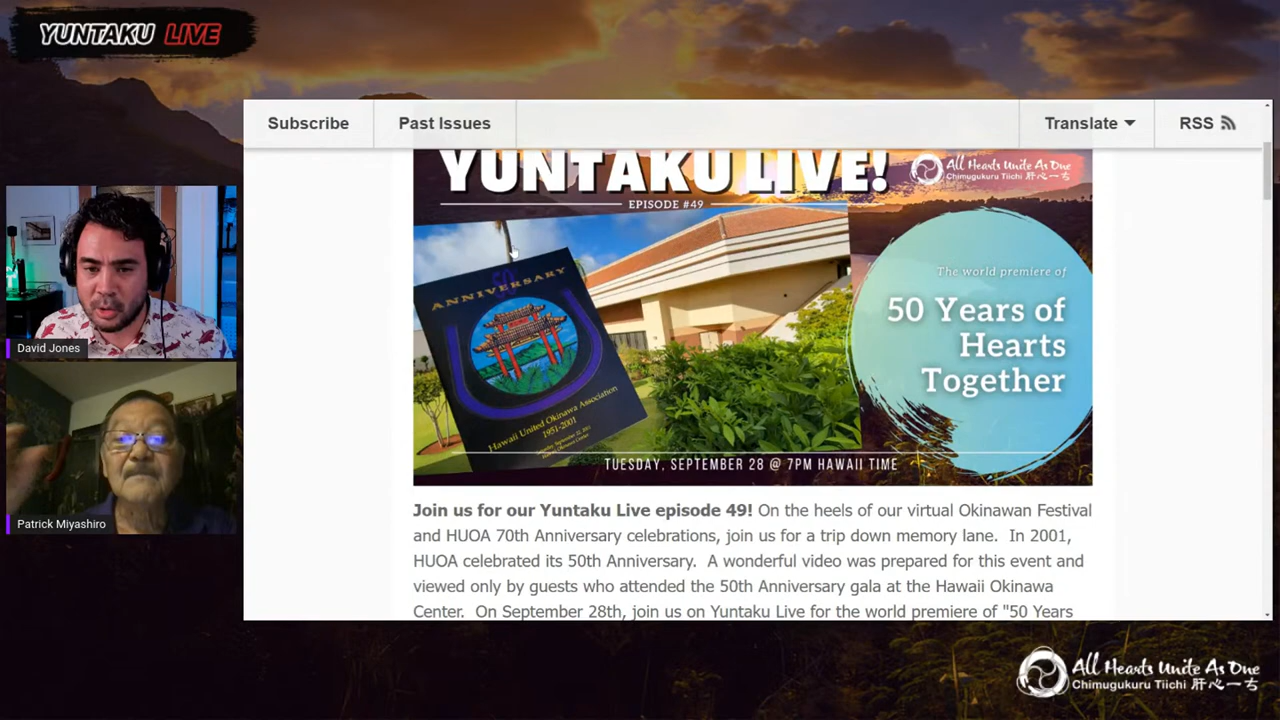 YUNTAKU LIVE
Subscribe
Past Issues
Translate
RSS
YUNTAKU LIVE!
All Hearts Unite As One
Chimugukuru Tiichi 肝心一ち
EPISODE #49
50
ANNIVERSARY
Hawaii United Okinawa Association
1951-2001
The world premiere of
50 Years of
Hearts
Together
TUESDAY, SEPTEMBER 28 @ 7PM HAWAII TIME
David Jones
Patrick Miyashiro
Join us for our Yuntaku Live episode 49! On the heels of our virtual Okinawan Festival
and HUOA 70th Anniversary celebrations, join us for a trip down memory lane. In 2001,
HUOA celebrated its 50th Anniversary. A wonderful video was prepared for this event and
viewed only by guests who attended the 50th Anniversary gala at the Hawaii Okinawa
Center. On September 28th, join us on Yuntaku Live for the world premiere of "50 Years
All Hearts Unite As One
Chimugukuru Tiichi 肝心一ち